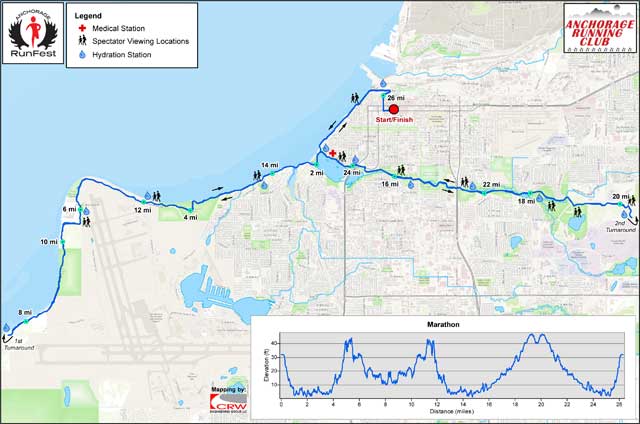 ANCHORAGE
RunFest
Legend
Medical Station
Spectator Viewing Locations
Hydration Station
ANCHORAGE
RUNNING
CLUB
26 mi
Start/Finish
14 mi
2 mi
24 mi
16 mi
22 mi
18 mi
20 mi
2nd
Turnaround
6 mi
12 mi
4 mi
10 mi
8 mi
1st
Turnaround
Mapping by:
CRW
ENGINEERING GROUP, LLC
Marathon
Elevation (ft)
40
30
20
10
0 2 4 6 8 10 12 14 16 18 20 22 24 26
Distance (miles)